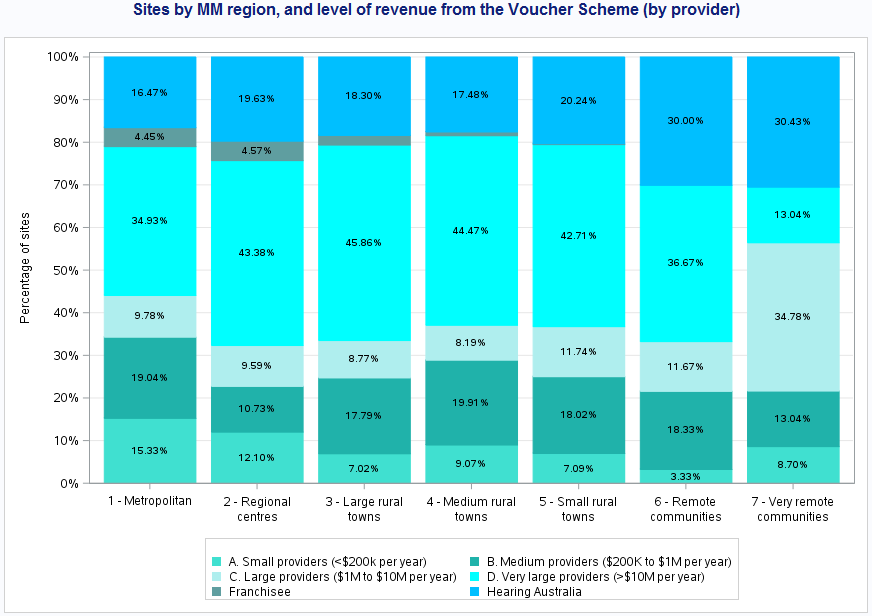 Sites by MM region, and level of revenue from the Voucher Scheme (by provider)
Percentage of sites
100%
90%
80%
70%
60%
50%
40%
30%
20%
10%
0%
16.47%
4.45%
34.93%
9.78%
19.04%
15.33%
19.63%
4.57%
43.38%
9.59%
10.73%
12.10%
18.30%
45.86%
8.77%
17.79%
7.02%
17.48%
44.47%
8.19%
19.91%
9.07%
20.24%
42.71%
11.74%
18.02%
7.09%
30.00%
36.67%
11.67%
18.33%
3.33%
30.43%
13.04%
34.78%
13.04%
8.70%
1 - Metropolitan
2 - Regional
centres
3 - Large rural
towns
4 - Medium rural
towns
5 - Small rural
towns
6 - Remote
communities
7 - Very remote
communities
A. Small providers (<$200k per year)
B. Medium providers ($200K to $1M per year)
C. Large providers ($1M to $10M per year)
D. Very large providers (>$10M per year)
Franchisee
Hearing Australia